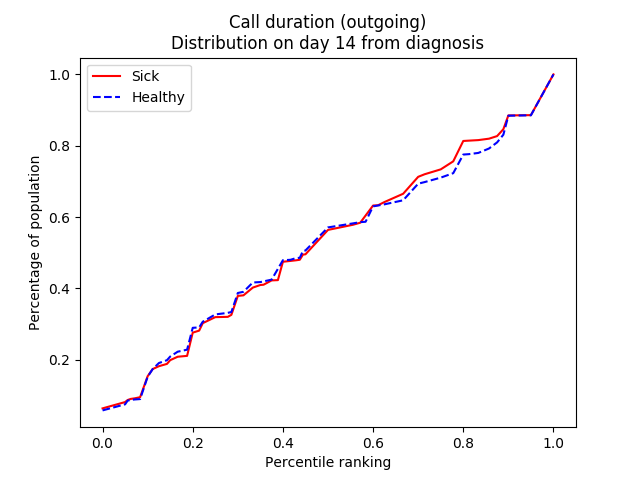 Call duration (outgoing)
Distribution on day 14 from diagnosis
Sick
Healthy
1.0
0.8
0.6
0.4
0.2
Percentage of population
0.0 0.2 0.4 0.6 0.8 1.0
Percentile ranking